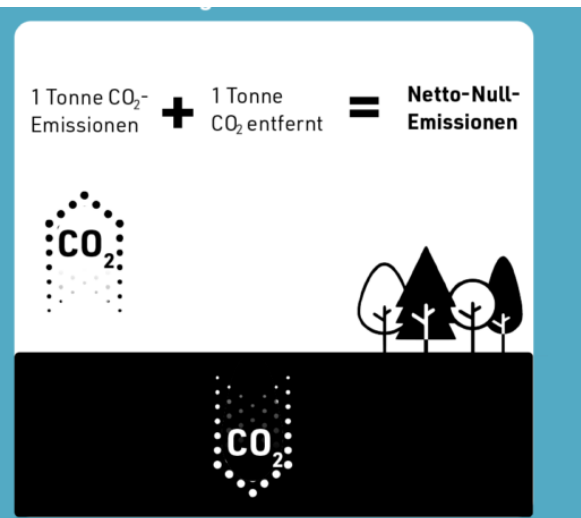 1 Tonne CO₂-
Emissionen
+
1 Tonne
CO₂ entfernt
=
Netto-Null-
Emissionen
CO₂
CO₂